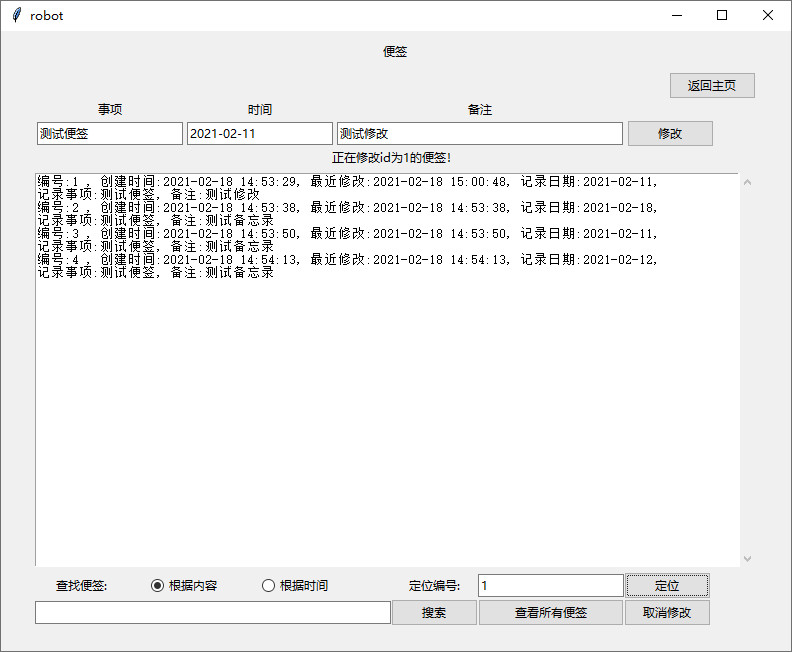 robot
便签
返回主页
事项 时间 备注
测试便签 2021-02-11 测试修改 修改
正在修改id为1的便签!
编号:1 , 创建时间:2021-02-18 14:53:29, 最近修改:2021-02-18 15:00:48, 记录日期:2021-02-11,
记录事项:测试便签, 备注:测试修改
编号:2 , 创建时间:2021-02-18 14:53:38, 最近修改:2021-02-18 14:53:38, 记录日期:2021-02-18,
记录事项:测试便签, 备注:测试备忘录
编号:3 , 创建时间:2021-02-18 14:53:50, 最近修改:2021-02-18 14:53:50, 记录日期:2021-02-11,
记录事项:测试便签, 备注:测试备忘录
编号:4 , 创建时间:2021-02-18 14:54:13, 最近修改:2021-02-18 14:54:13, 记录日期:2021-02-12,
记录事项:测试便签, 备注:测试备忘录
查找便签: 根据内容 根据时间 定位编号: 1 定位
搜索 查看所有便签 取消修改